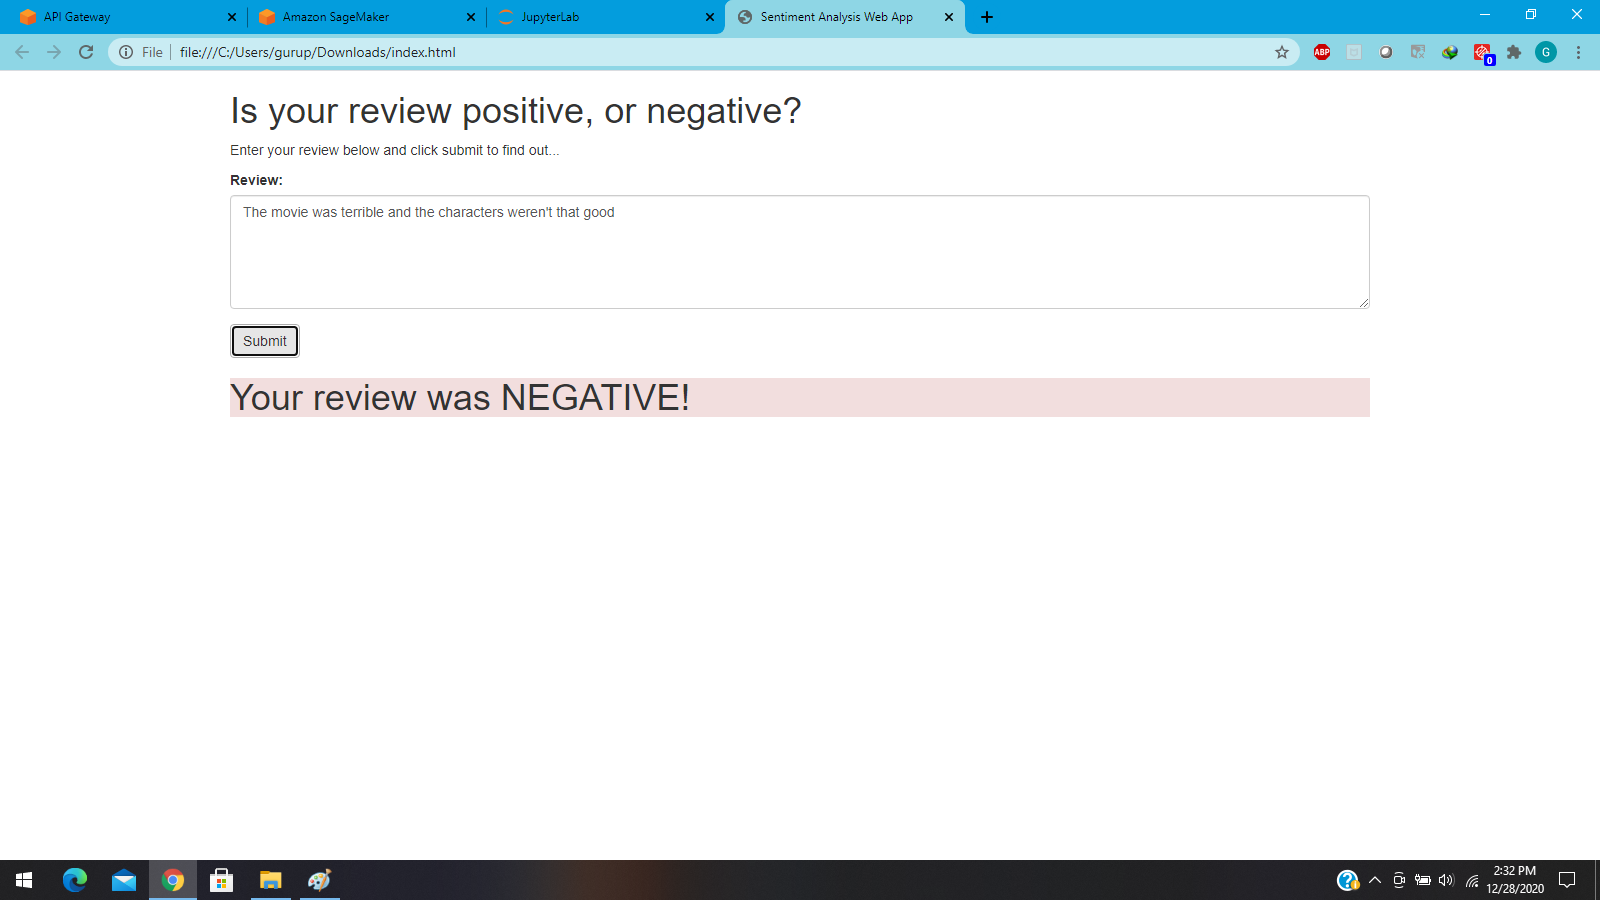 API Gateway
Amazon SageMaker
JupyterLab
Sentiment Analysis Web App
File
file:///C:/Users/gurup/Downloads/index.html
ABP
0
G
Is your review positive, or negative?
Enter your review below and click submit to find out...
Review:
The movie was terrible and the characters weren't that good
Submit
Your review was NEGATIVE!
2:32 PM
12/28/2020